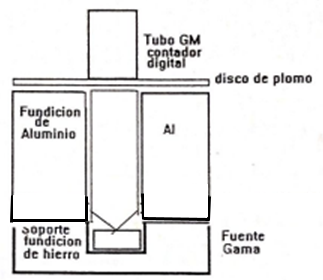 Tubo GM
contador
digital
disco de plomo
Fundicion
de
Aluminio
Al
Soporte
fundicion
de hierro
Fuente
Gama